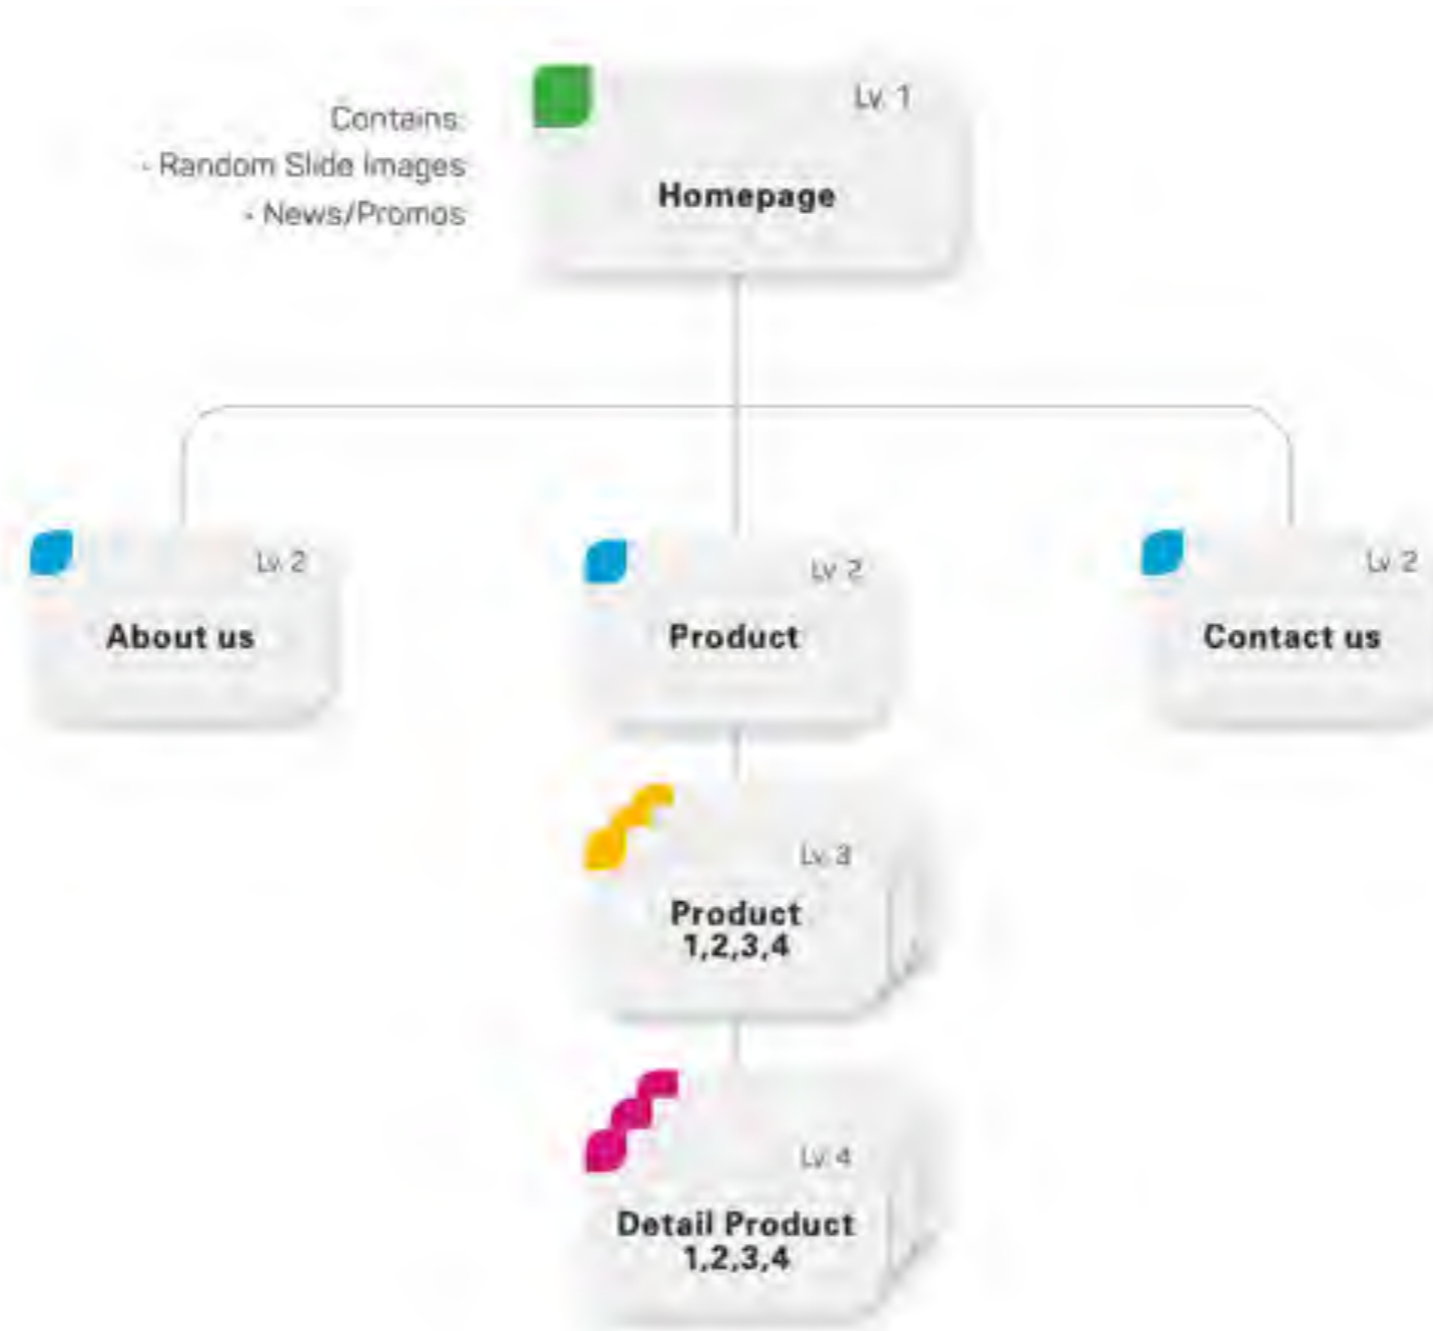 Contains:
- Random Slide Images
- News/Promos
Lv. 1
Homepage
Lv. 2
About us
Lv. 2
Product
Lv. 2
Contact us
Lv. 3
Product
1,2,3,4
Lv. 4
Detail Product
1,2,3,4